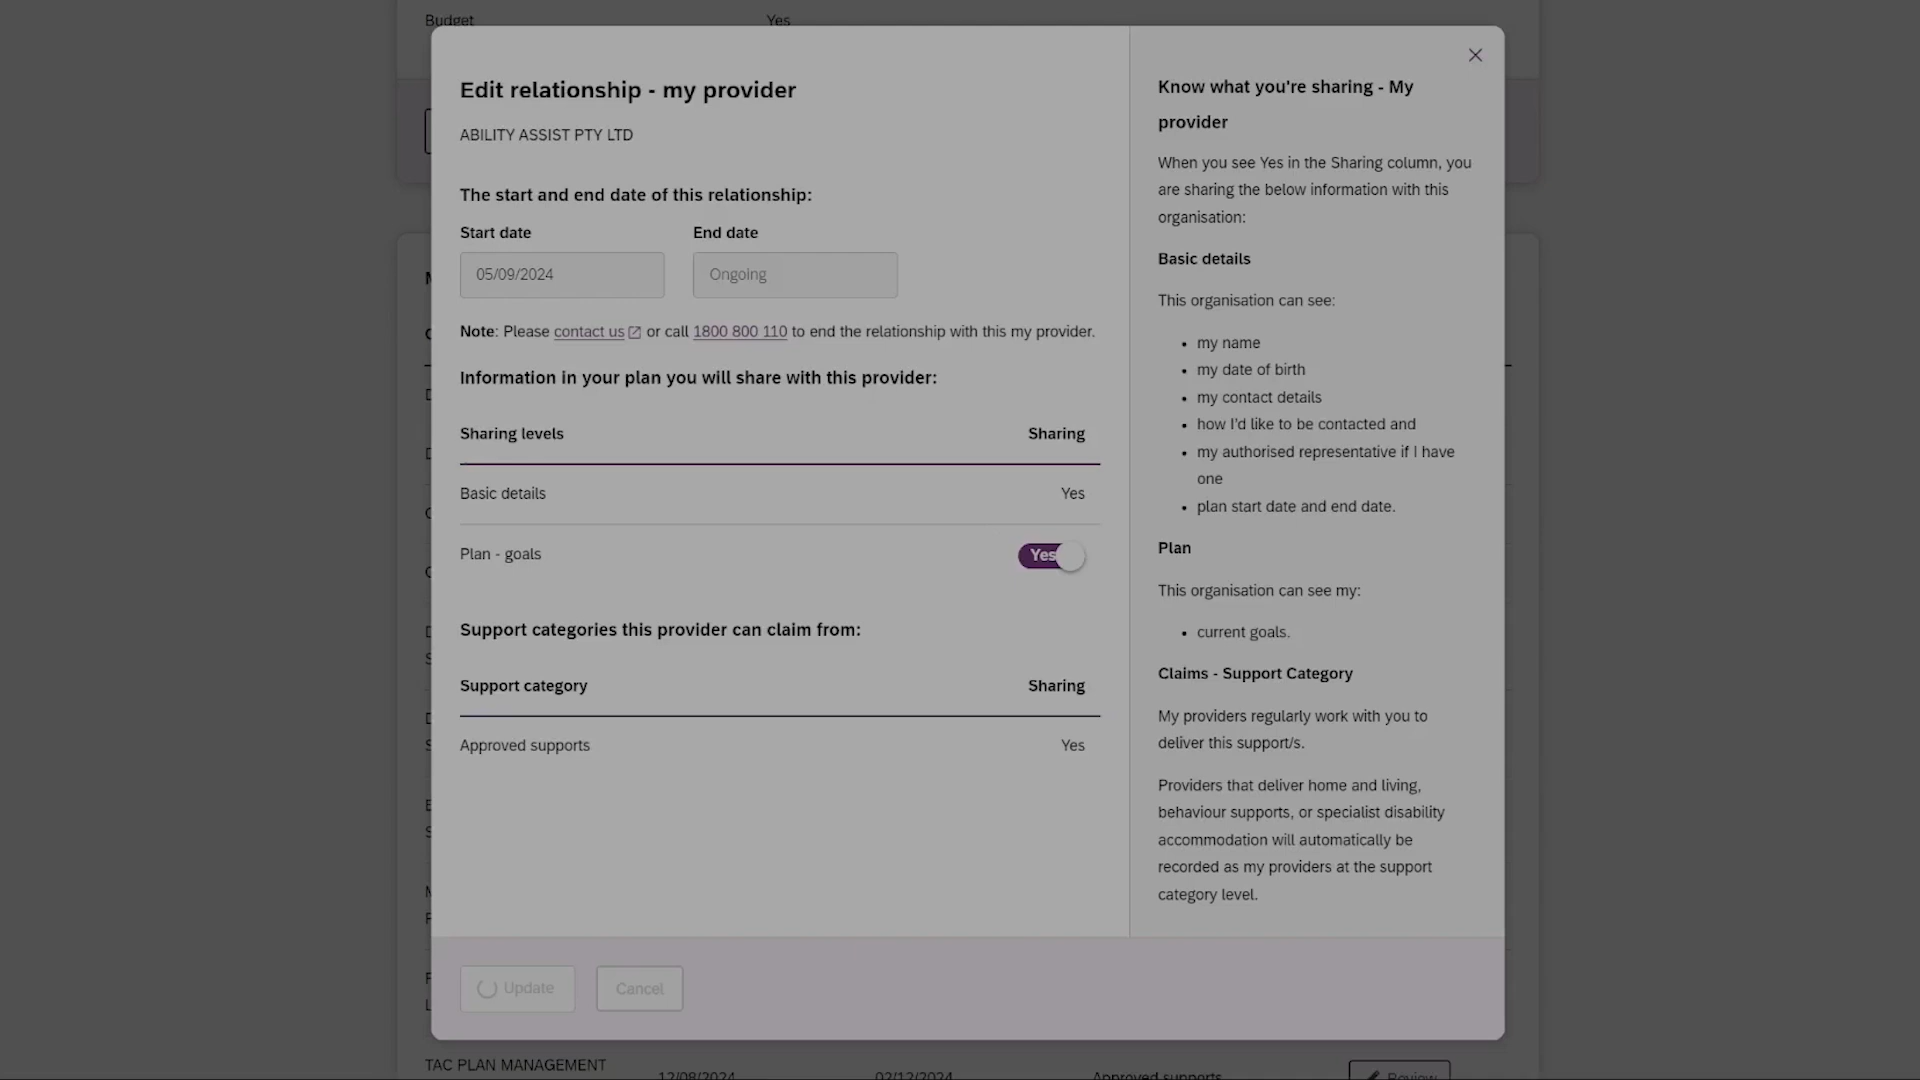 Budget Yes
Edit relationship - my provider
ABILITY ASSIST PTY LTD
The start and end date of this relationship:
Start date End date
05/09/2024 Ongoing
Note: Please contact us or call 1800 800 110 to end the relationship with this my provider.
Information in your plan you will share with this provider:
Sharing levels Sharing
Basic details Yes
Plan - goals Yes
Support categories this provider can claim from:
Support category Sharing
Approved supports Yes
Update Cancel
Know what you're sharing - My
provider
When you see Yes in the Sharing column, you
are sharing the below information with this
organisation:
Basic details
This organisation can see:
• my name
• my date of birth
• my contact details
• how I'd like to be contacted and
• my authorised representative if I have
one
• plan start date and end date.
Plan
This organisation can see my:
• current goals.
Claims - Support Category
My providers regularly work with you to
deliver this support/s.
Providers that deliver home and living,
behaviour supports, or specialist disability
accommodation will automatically be
recorded as my providers at the support
category level.
TAC PLAN MANAGEMENT
12/08/2024 02/12/2024 Approved supports Review